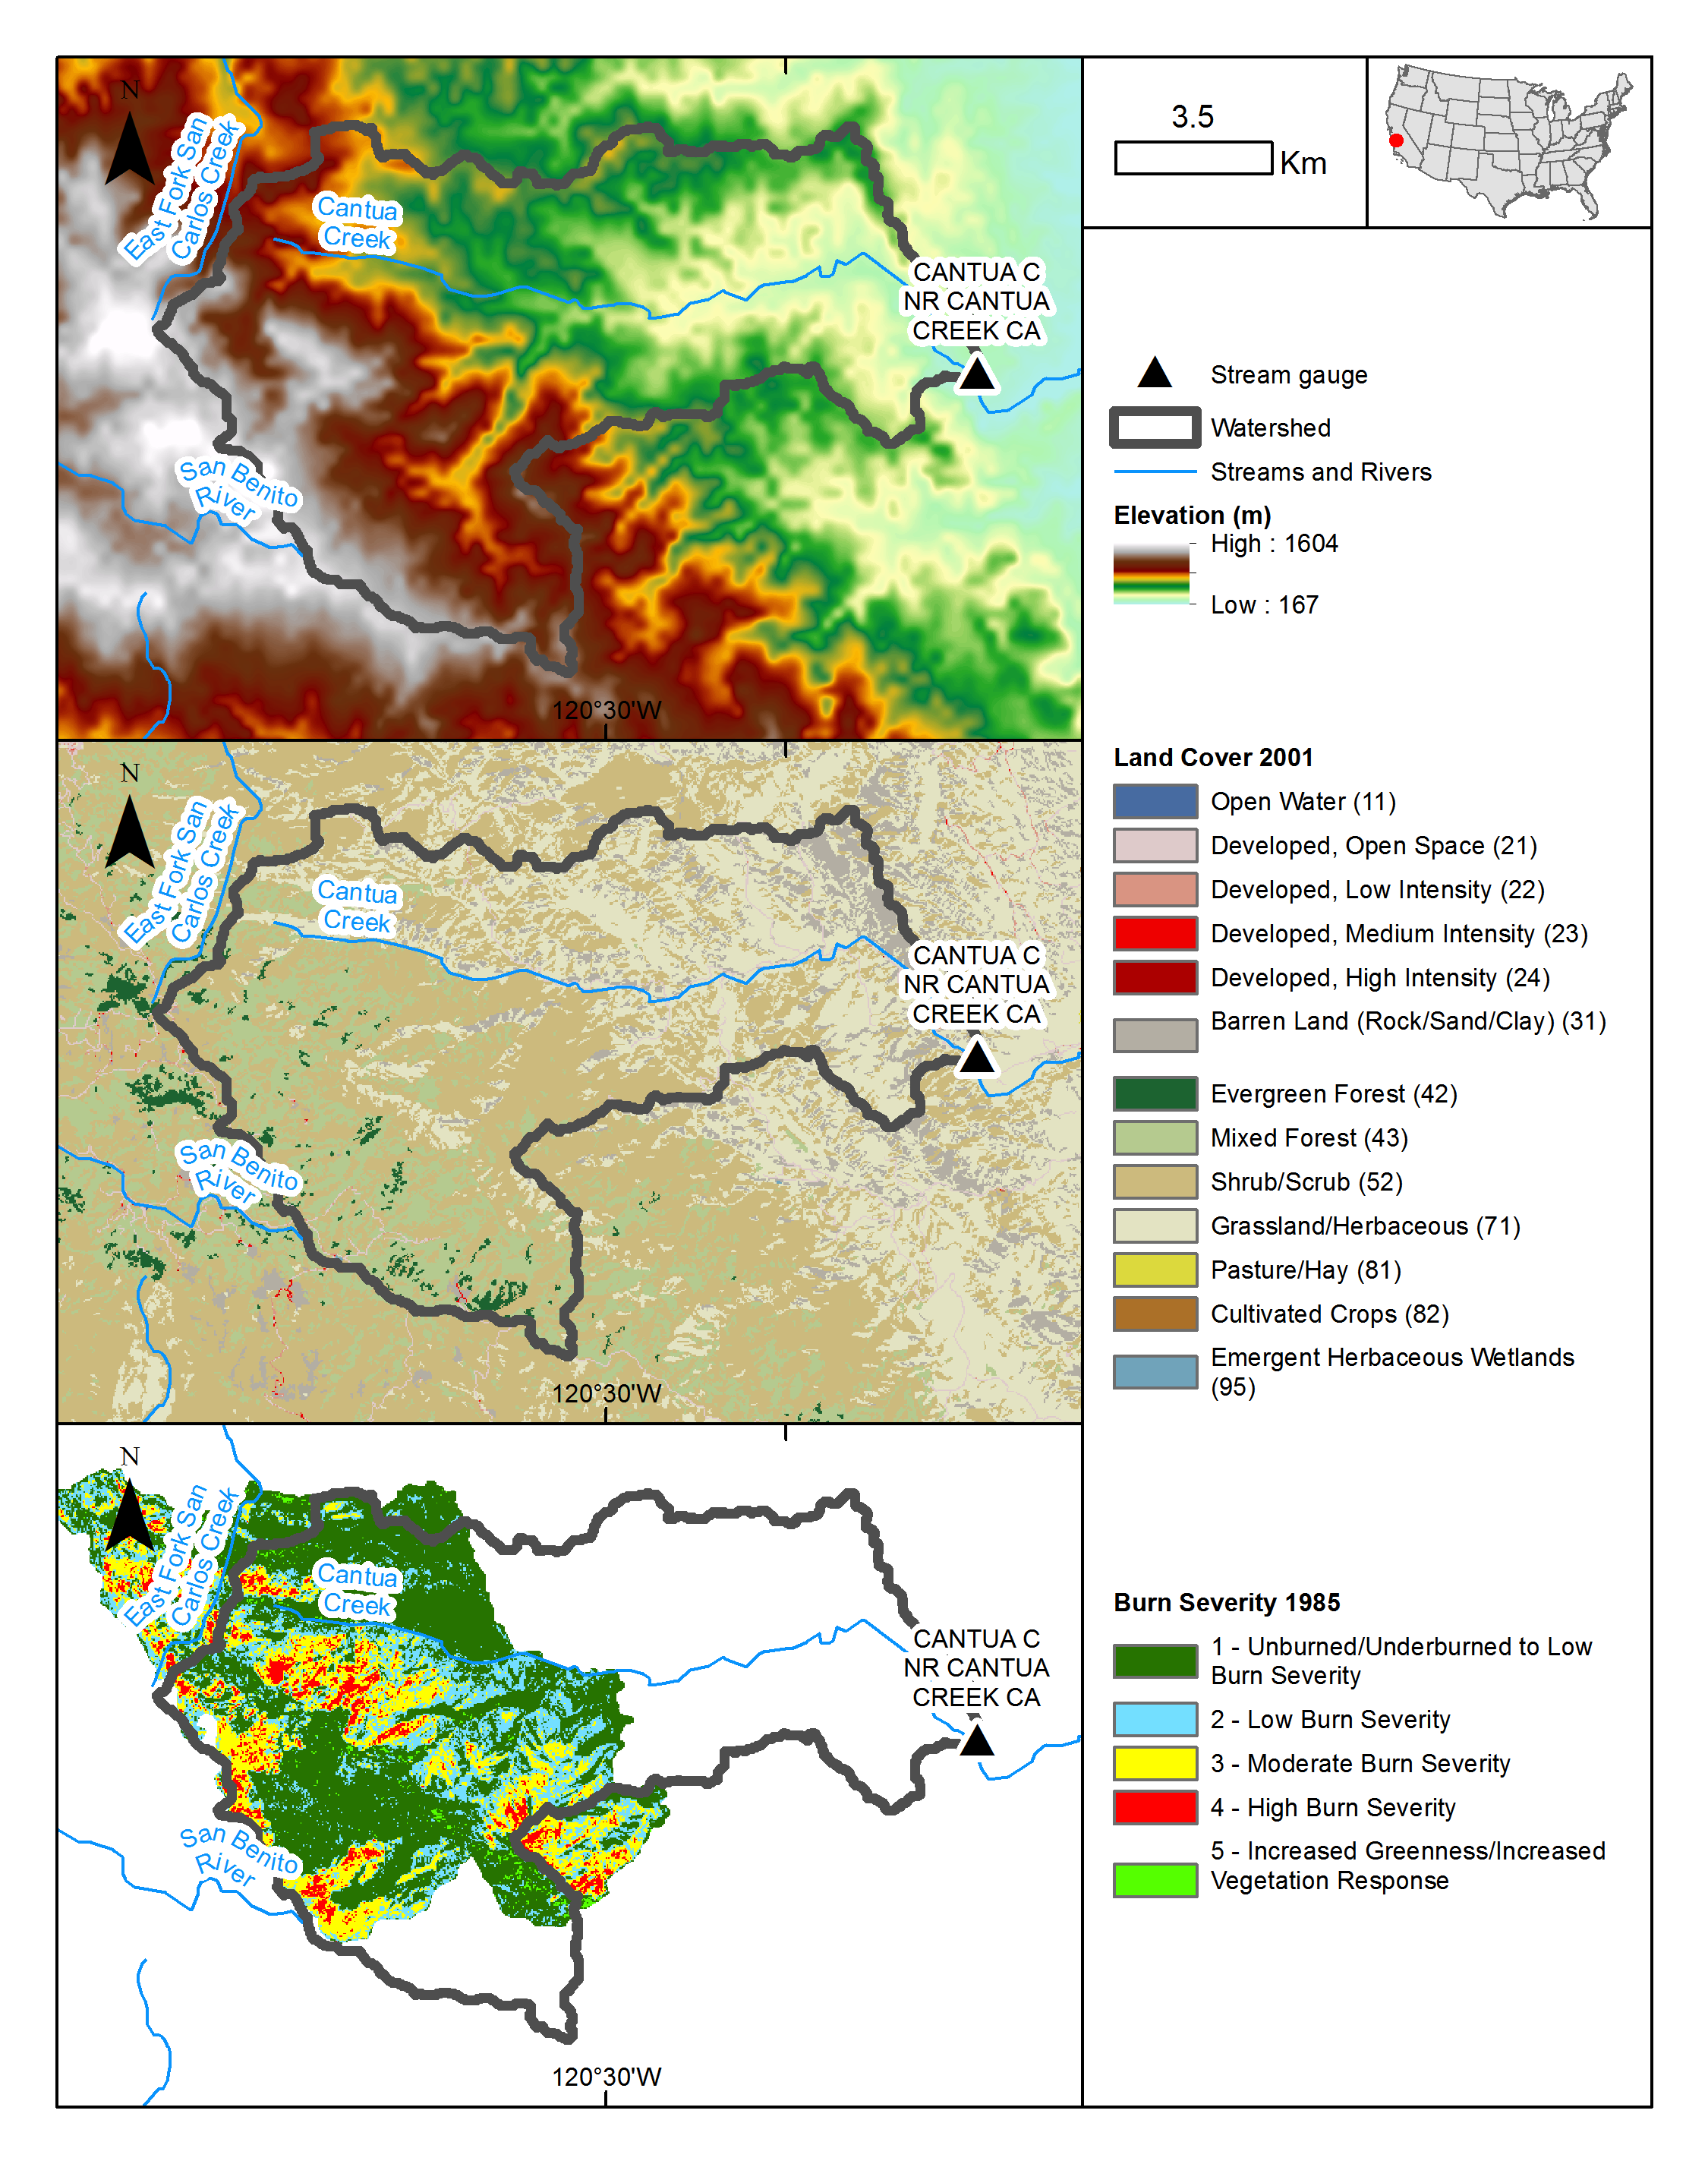 N
East Fork San
Carlos Creek
Cantua
Creek
CANTUA C
NR CANTUA
CREEK CA
San Benito
River
120°30'W
N
East Fork San
Carlos Creek
Cantua
Creek
CANTUA C
NR CANTUA
CREEK CA
San Benito
River
120°30'W
N
East Fork San
Carlos Creek
Cantua
Creek
CANTUA C
NR CANTUA
CREEK CA
San Benito
River
120°30'W
3.5
Km
Stream gauge
Watershed
Streams and Rivers
Elevation (m)
High : 1604
Low : 167
Land Cover 2001
Open Water (11)
Developed, Open Space (21)
Developed, Low Intensity (22)
Developed, Medium Intensity (23)
Developed, High Intensity (24)
Barren Land (Rock/Sand/Clay) (31)
Evergreen Forest (42)
Mixed Forest (43)
Shrub/Scrub (52)
Grassland/Herbaceous (71)
Pasture/Hay (81)
Cultivated Crops (82)
Emergent Herbaceous Wetlands
(95)
Burn Severity 1985
1 - Unburned/Underburned to Low
Burn Severity
2 - Low Burn Severity
3 - Moderate Burn Severity
4 - High Burn Severity
5 - Increased Greenness/Increased
Vegetation Response